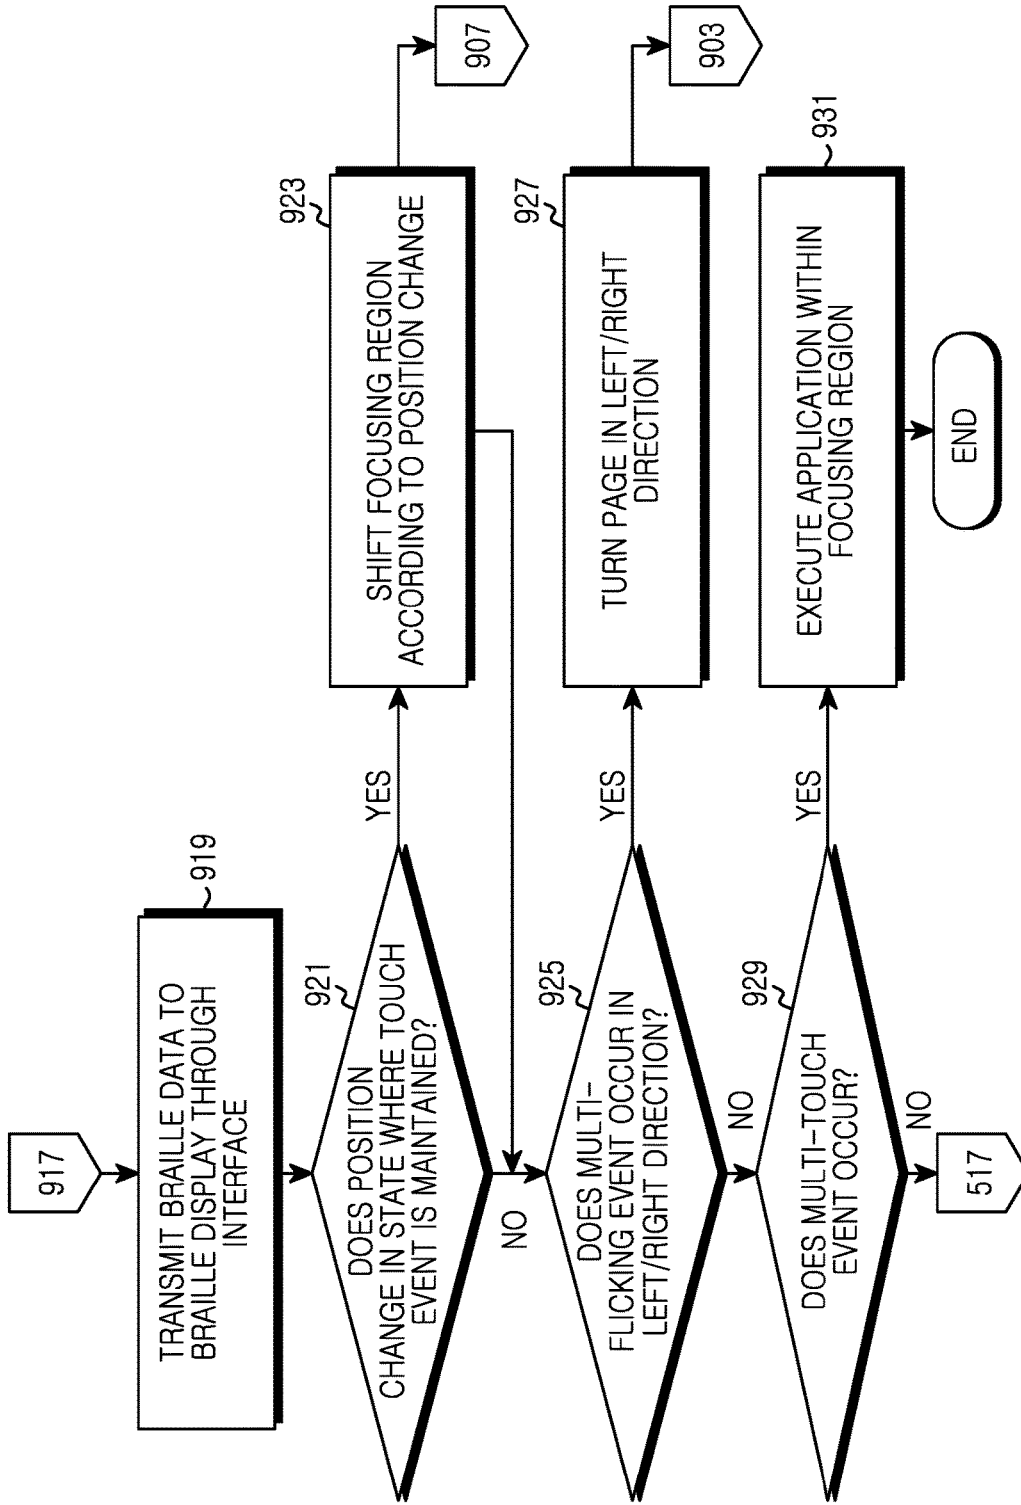 917
TRANSMIT BRAILLE DATA TO
BRAILLE DISPLAY THROUGH
INTERFACE
919
DOES POSITION
CHANGE IN STATE WHERE TOUCH
EVENT IS MAINTAINED?
921
YES
NO
SHIFT FOCUSING REGION
ACCORDING TO POSITION CHANGE
923
907
DOES MULTI-
FLICKING EVENT OCCUR IN
LEFT/RIGHT DIRECTION?
925
YES
NO
TURN PAGE IN LEFT/RIGHT
DIRECTION
927
903
DOES MULTI-TOUCH
EVENT OCCUR?
929
YES
NO
EXECUTE APPLICATION WITHIN
FOCUSING REGION
931
END
517